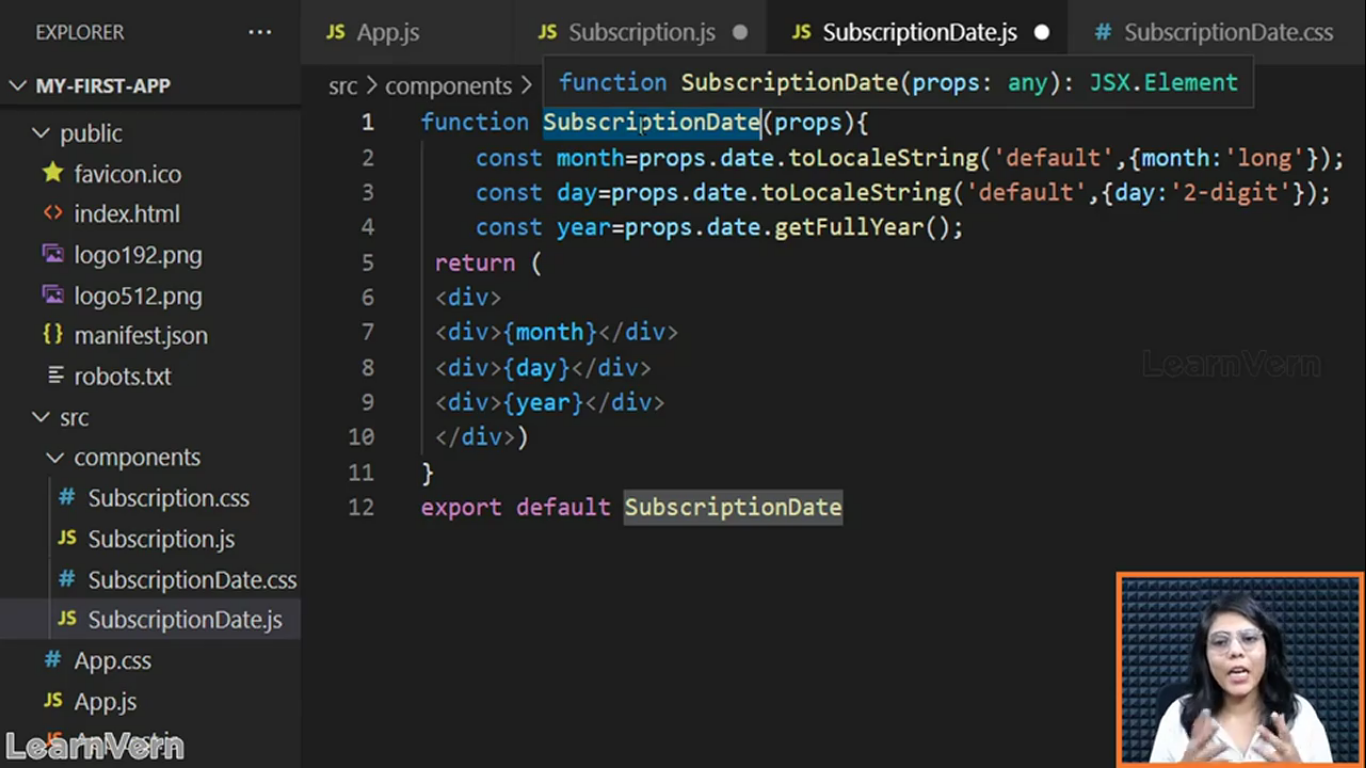 EXPLORER ...
MY-FIRST-APP
public
favicon.ico
index.html
logo192.png
logo512.png
manifest.json
robots.txt
src
components
Subscription.css
Subscription.js
SubscriptionDate.css
SubscriptionDate.js
App.css
App.js
LearnVern
JS App.js JS Subscription.js JS SubscriptionDate.js # SubscriptionDate.css
src > components >
function SubscriptionDate(props: any): JSX.Element
1 function SubscriptionDate(props){
2 const month=props.date.toLocaleString('default',{month:'long'});
3 const day=props.date.toLocaleString('default',{day:'2-digit'});
4 const year=props.date.getFullYear();
5 return (
6 <div>
7 <div>{month}</div>
8 <div>{day}</div>
9 <div>{year}</div>
10 </div>)
11 }
12 export default SubscriptionDate
LearnVern